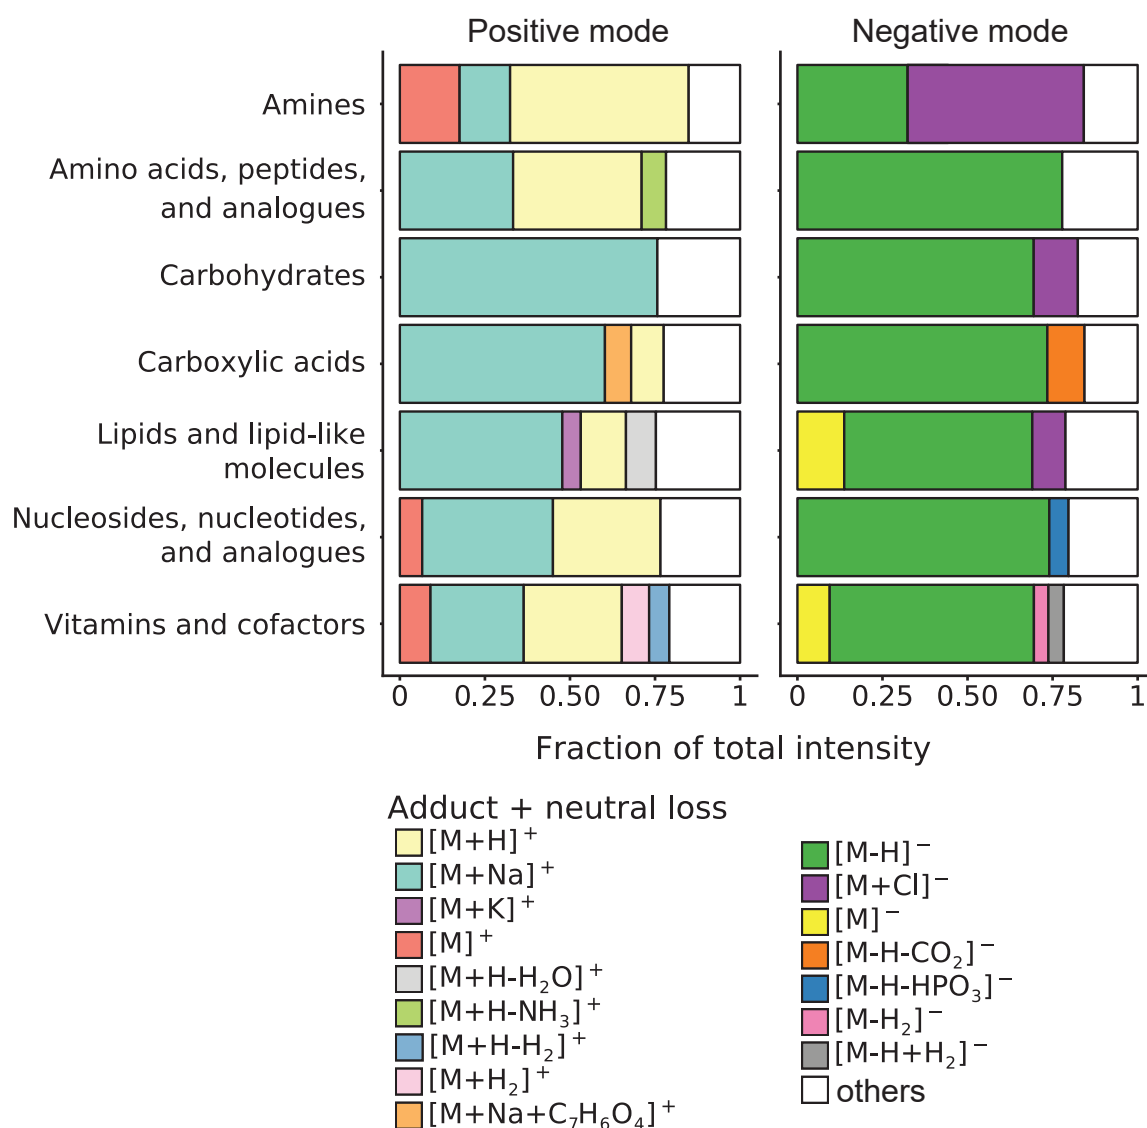 Positive mode
Negative mode
Amines
Amino acids, peptides,
and analogues
Carbohydrates
Carboxylic acids
Lipids and lipid-like
molecules
Nucleosides, nucleotides,
and analogues
Vitamins and cofactors
0 0.25 0.50 0.75 1
0 0.25 0.50 0.75 1
Fraction of total intensity
Adduct + neutral loss
[M+H]⁺
[M+Na]⁺
[M+K]⁺
[M]⁺
[M+H-H₂O]⁺
[M+H-NH₃]⁺
[M+H-H₂]⁺
[M+H₂]⁺
[M+Na+C₇H₆O₄]⁺
[M-H]⁻
[M+Cl]⁻
[M]⁻
[M-H-CO₂]⁻
[M-H-HPO₃]⁻
[M-H₂]⁻
[M-H+H₂]⁻
others